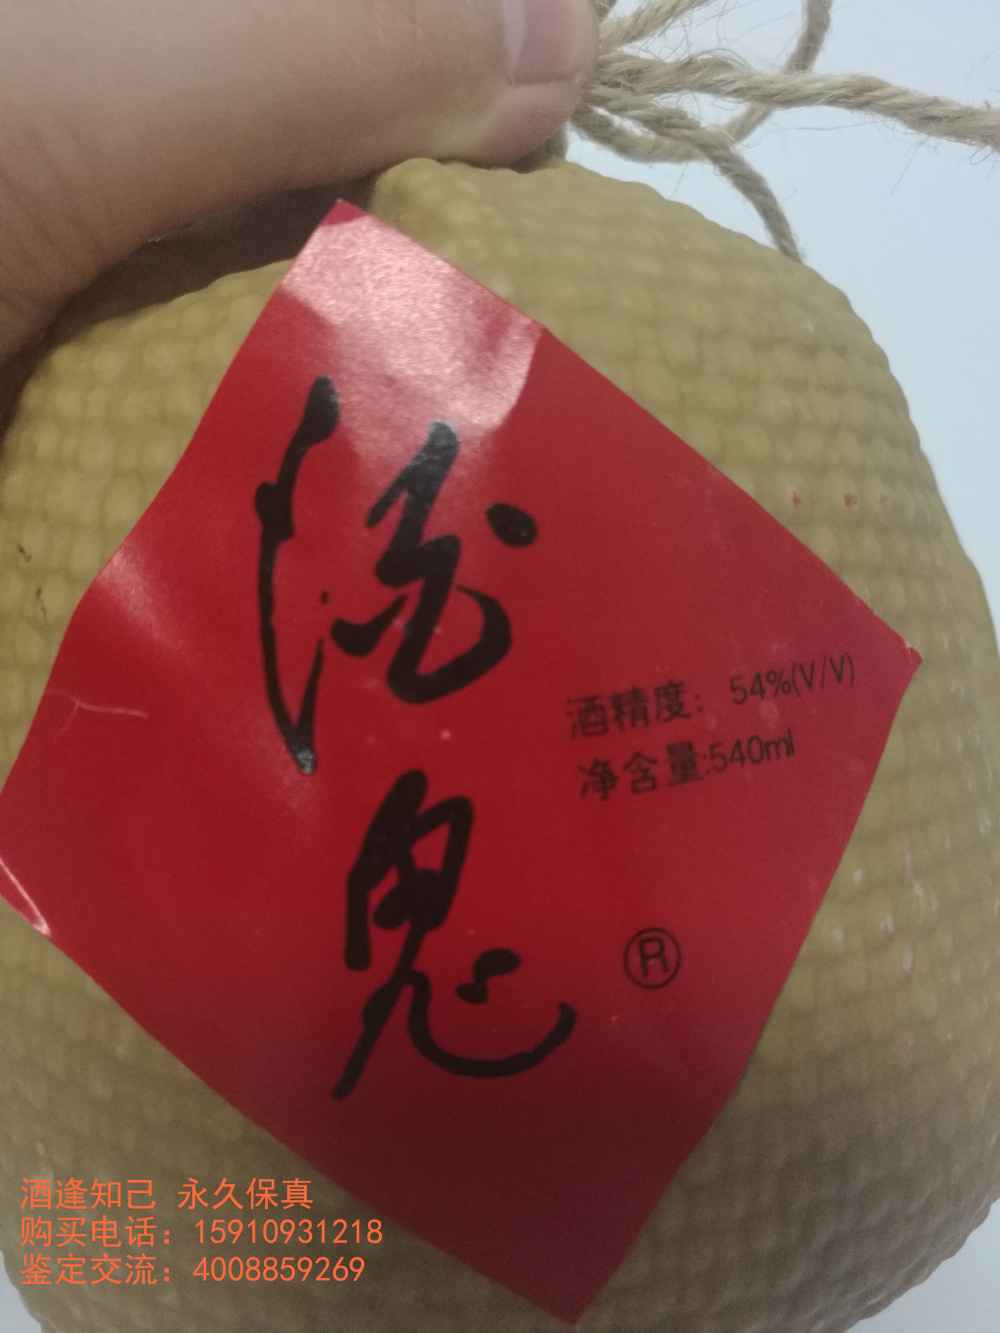 酒
鬼
酒精度：54%(V/V)
净含量:540ml
®
酒逢知己 永久保真
购买电话：15910931218
鉴定交流：4008859269